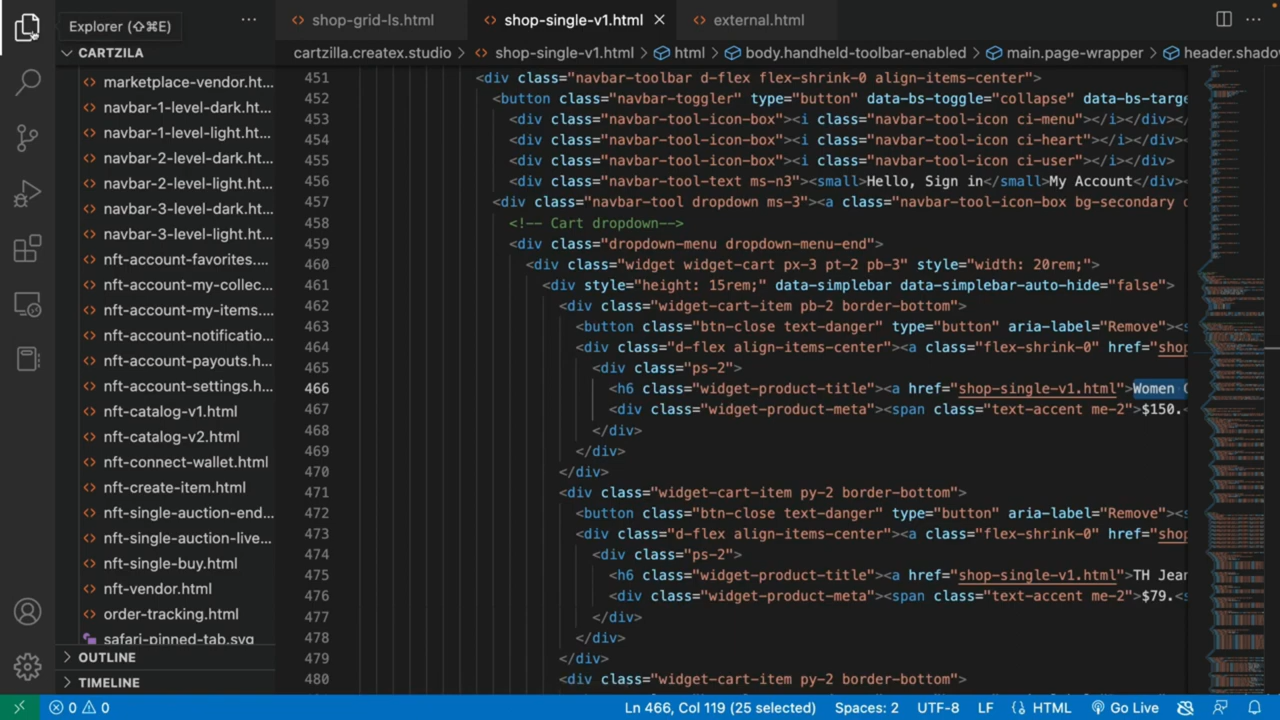 Explorer (⇧⌘E)
···
shop-grid-ls.html
shop-single-v1.html
external.html
···
CARTZILA
cartzilla.createx.studio > shop-single-v1.html > html > body.handheld-toolbar-enabled > main.page-wrapper > header.shado
marketplace-vendor.ht...
navbar-1-level-dark.ht...
navbar-1-level-light.ht...
navbar-2-level-dark.ht...
navbar-2-level-light.ht...
navbar-3-level-dark.ht...
navbar-3-level-light.ht...
nft-account-favorites....
nft-account-my-collec...
nft-account-my-items....
nft-account-notificatio...
nft-account-payouts.h...
nft-account-settings.h...
nft-catalog-v1.html
nft-catalog-v2.html
nft-connect-wallet.html
nft-create-item.html
nft-single-auction-end...
nft-single-auction-live...
nft-single-buy.html
nft-vendor.html
order-tracking.html
safari-pinned-tab.svg
OUTLINE
TIMELINE
451 <div class="navbar-toolbar d-flex flex-shrink-0 align-items-center">
452 <button class="navbar-toggler" type="button" data-bs-toggle="collapse" data-bs-targe
453 <div class="navbar-tool-icon-box"><i class="navbar-tool-icon ci-menu"></i></div>
454 <div class="navbar-tool-icon-box"><i class="navbar-tool-icon ci-heart"></i></div>
455 <div class="navbar-tool-icon-box"><i class="navbar-tool-icon ci-user"></i></div>
456 <div class="navbar-tool-text ms-n3"><small>Hello, Sign in</small>My Account</div>
457 <div class="navbar-tool dropdown ms-3"><a class="navbar-tool-icon-box bg-secondary
458 <!-- Cart dropdown-->
459 <div class="dropdown-menu dropdown-menu-end">
460 <div class="widget widget-cart px-3 pt-2 pb-3" style="width: 20rem;">
461 <div style="height: 15rem;" data-simplebar data-simplebar-auto-hide="false">
462 <div class="widget-cart-item pb-2 border-bottom">
463 <button class="btn-close text-danger" type="button" aria-label="Remove"><s
464 <div class="d-flex align-items-center"><a class="flex-shrink-0" href="shop
465 <div class="ps-2">
466 <h6 class="widget-product-title"><a href="shop-single-v1.html">Women
467 <div class="widget-product-meta"><span class="text-accent me-2">$150.<
468 </div>
469 </div>
470 </div>
471 <div class="widget-cart-item py-2 border-bottom">
472 <button class="btn-close text-danger" type="button" aria-label="Remove"><s
473 <div class="d-flex align-items-center"><a class="flex-shrink-0" href="shop
474 <div class="ps-2">
475 <h6 class="widget-product-title"><a href="shop-single-v1.html">TH Jea
476 <div class="widget-product-meta"><span class="text-accent me-2">$79.<s
477 </div>
478 </div>
479 </div>
480 <div class="widget-cart-item py-2 border-bottom">
0 0
Ln 466, Col 119 (25 selected)
Spaces: 2
UTF-8
LF
HTML
Go Live